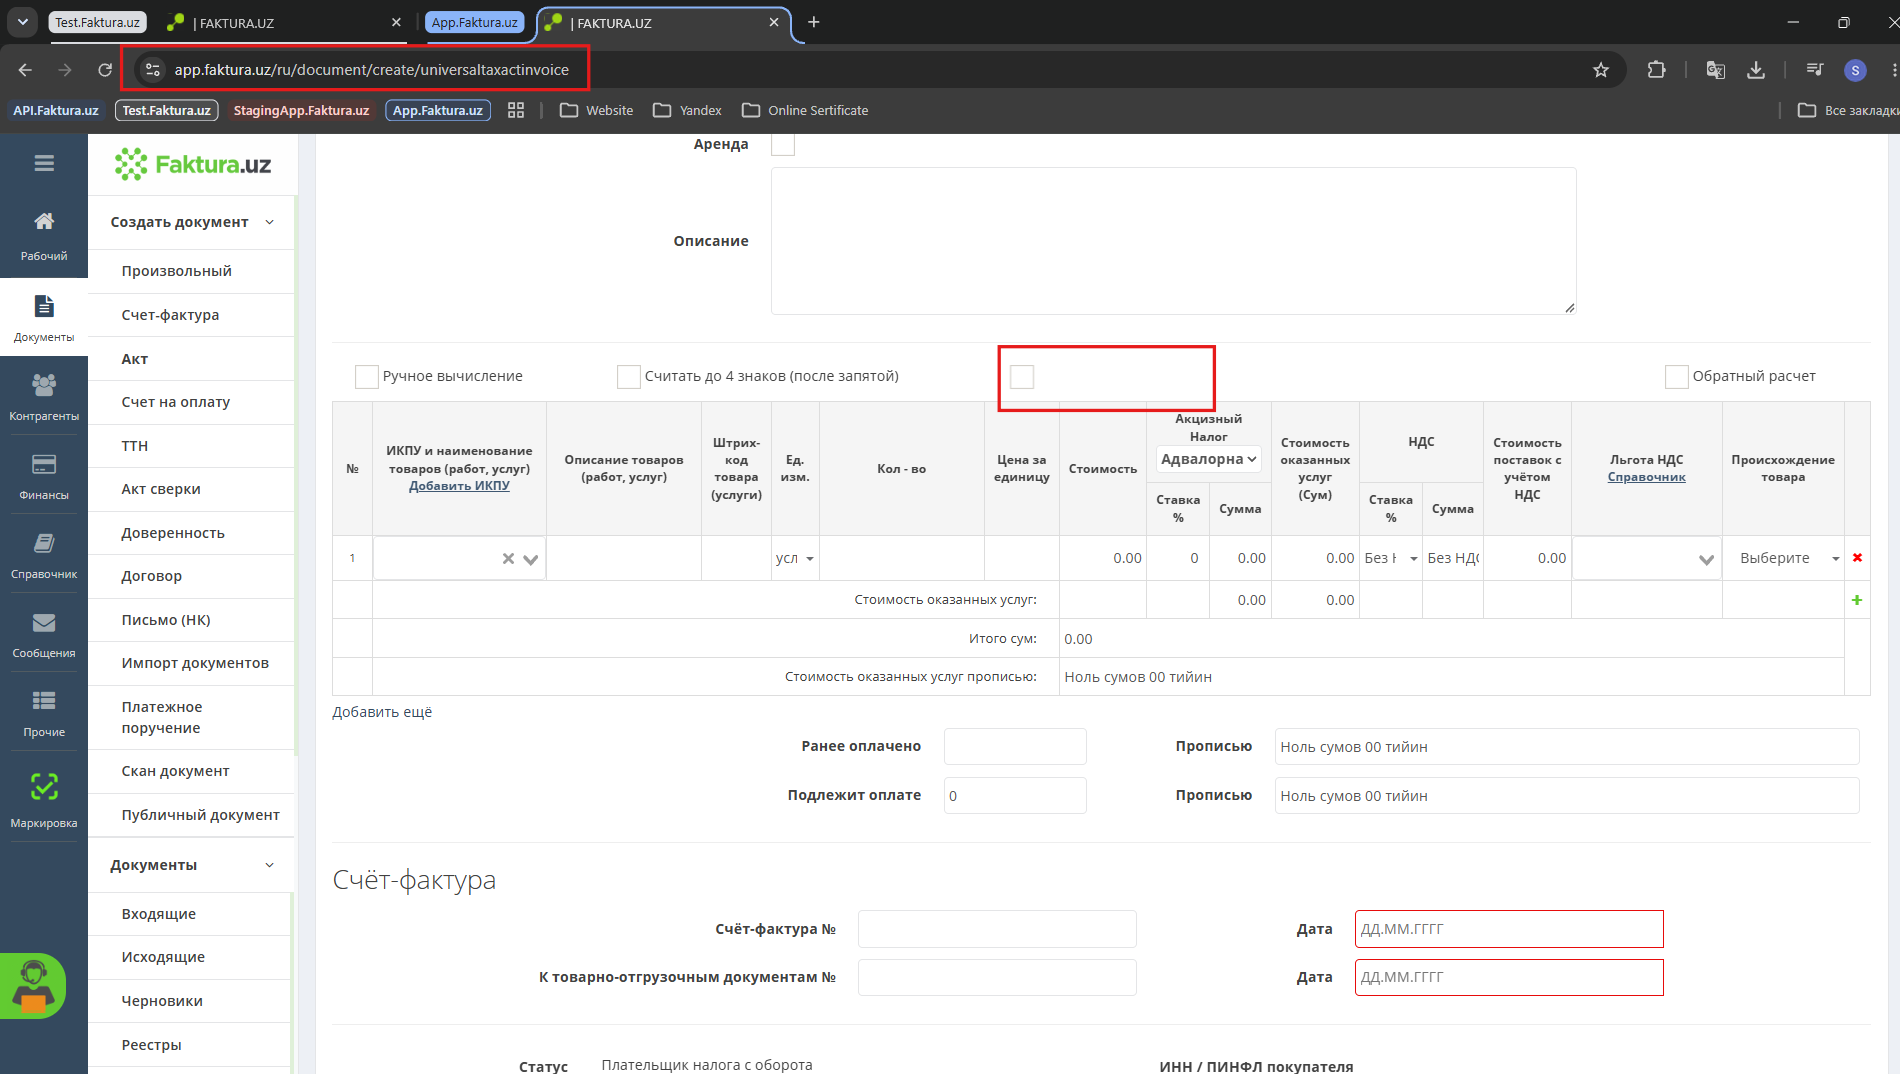 Test.Faktura.uz
| FAKTURA.UZ
App.Faktura.uz
| FAKTURA.UZ
app.faktura.uz/ru/document/create/universaltaxactinvoice
S
API.Faktura.uz
Test.Faktura.uz
StagingApp.Faktura.uz
App.Faktura.uz
Website
Yandex
Online Sertificate
Все закладки
Рабочий
Документы
Контрагенты
Финансы
Справочник
Сообщения
Прочие
Маркировка
Faktura.uz
Создать документ
Произвольный
Счет-фактура
Акт
Счет на оплату
ТТН
Акт сверки
Доверенность
Договор
Письмо (НК)
Импорт документов
Платежное
поручение
Скан документ
Публичный документ
Документы
Входящие
Исходящие
Черновики
Реестры
Аренда
Описание
Ручное вычисление
Считать до 4 знаков (после запятой)
Обратный расчет
№
ИКПУ и наименование
товаров (работ, услуг)
Добавить ИКПУ
Описание товаров
(работ, услуг)
Штрих-
код
товара
(услуги)
Ед.
изм.
Кол - во
Цена за
единицу
Стоимость
Акцизный
Налог
Адвалорна
Ставка
%
Сумма
Стоимость
оказанных
услуг
(Сум)
НДС
Ставка
%
Сумма
Стоимость
поставок с
учётом
НДС
Льгота НДС
Справочник
Происхождение
товара
1
усл
0.00
0
0.00
0.00
Без Н
Без НДС
0.00
Выберите
Стоимость оказанных услуг:
0.00
0.00
Итого сум:
0.00
Стоимость оказанных услуг прописью:
Ноль сумов 00 тийин
Добавить ещё
Ранее оплачено
Прописью
Ноль сумов 00 тийин
Подлежит оплате
0
Прописью
Ноль сумов 00 тийин
Счёт-фактура
Счёт-фактура №
Дата
ДД.ММ.ГГГГ
К товарно-отгрузочным документам №
Дата
ДД.ММ.ГГГГ
Статус
Плательщик налога с оборота
ИНН / ПИНФЛ покупателя